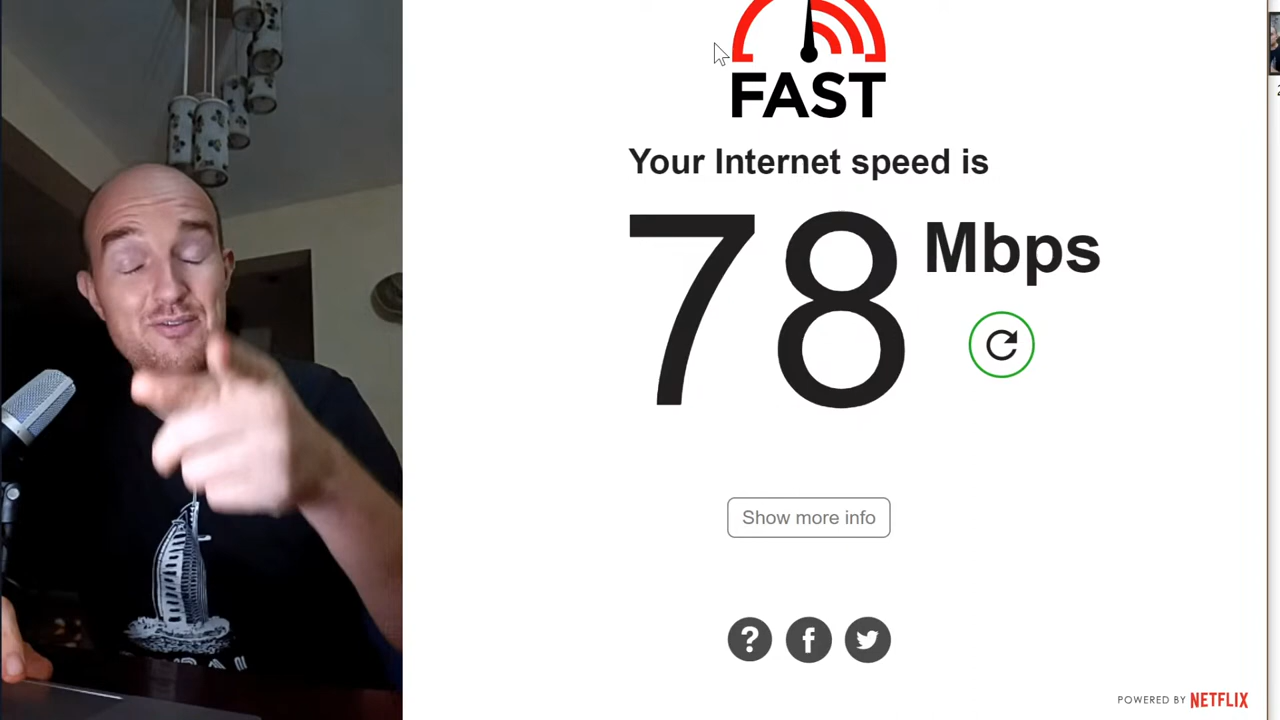 FAST
Your Internet speed is
78 Mbps
Show more info
POWERED BY NETFLIX